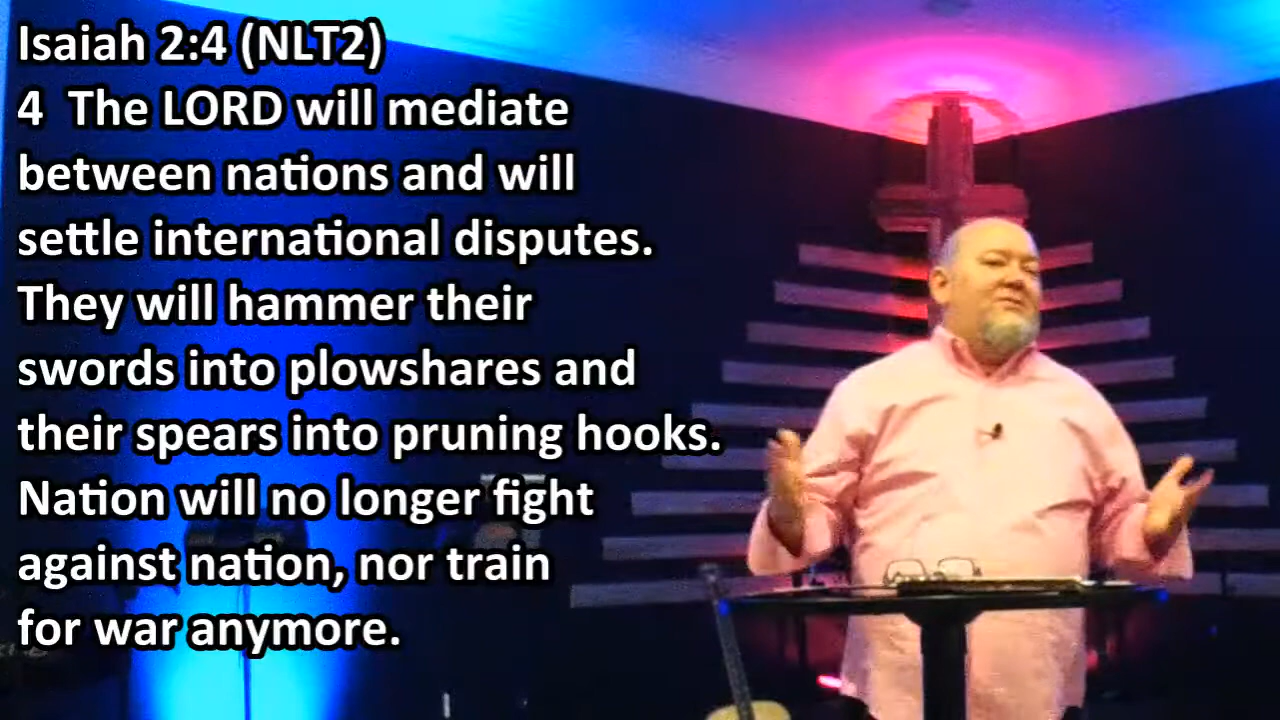 Isaiah 2:4 (NLT2)
4 The LORD will mediate
between nations and will
settle international disputes.
They will hammer their
swords into plowshares and
their spears into pruning hooks.
Nation will no longer fight
against nation, nor train
for war anymore.